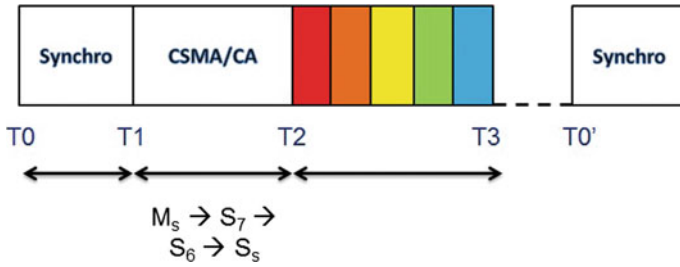 Synchro CSMA/CA Synchro
T0 T1 T2 T3 T0'
Mₛ → S₇ →
S₆ → Sₛ